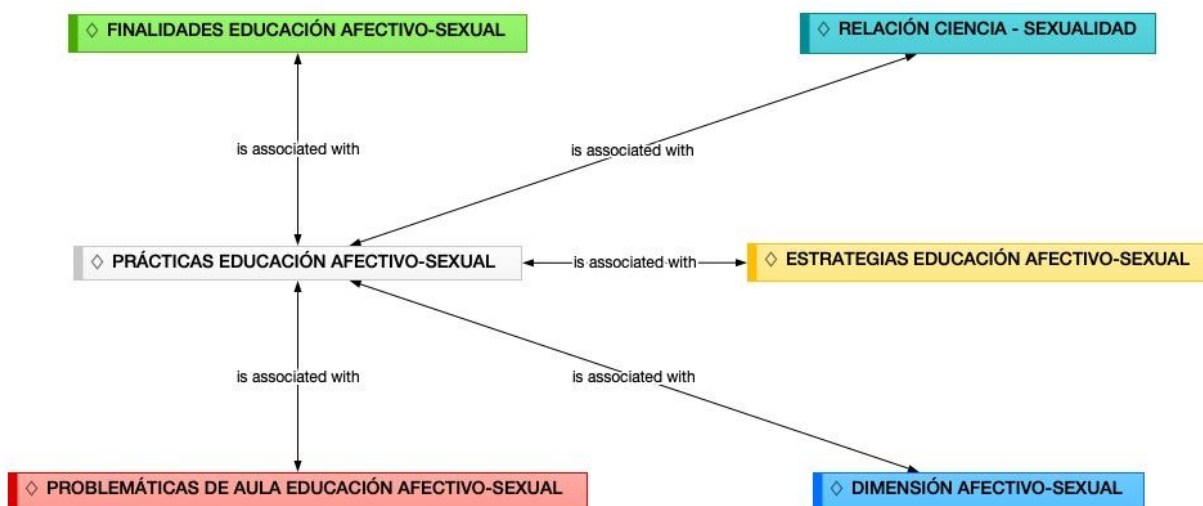 ◇ FINALIDADES EDUCACIÓN AFECTIVO-SEXUAL
◇ RELACIÓN CIENCIA - SEXUALIDAD
is associated with
is associated with
◇ PRÁCTICAS EDUCACIÓN AFECTIVO-SEXUAL
is associated with
◇ ESTRATEGIAS EDUCACIÓN AFECTIVO-SEXUAL
is associated with
is associated with
◇ PROBLEMÁTICAS DE AULA EDUCACIÓN AFECTIVO-SEXUAL
◇ DIMENSIÓN AFECTIVO-SEXUAL